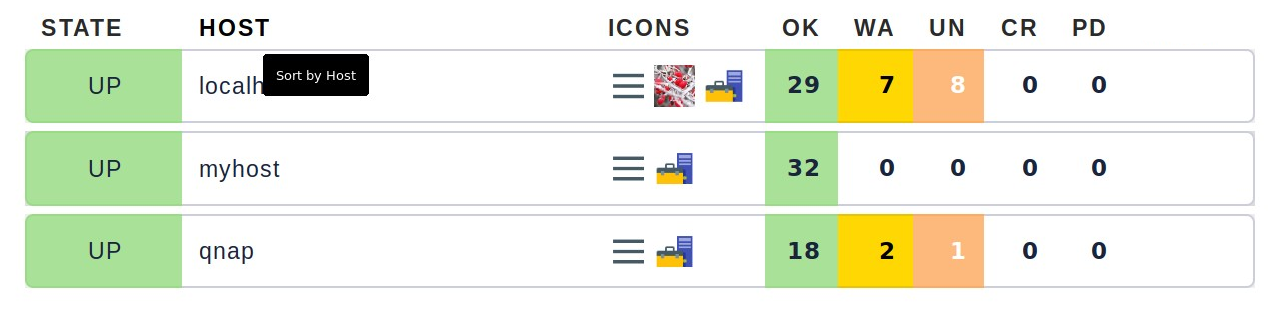 STATE HOST ICONS OK WA UN CR PD
Sort by Host
UP localh 29 7 8 0 0
UP myhost 32 0 0 0 0
UP qnap 18 2 1 0 0